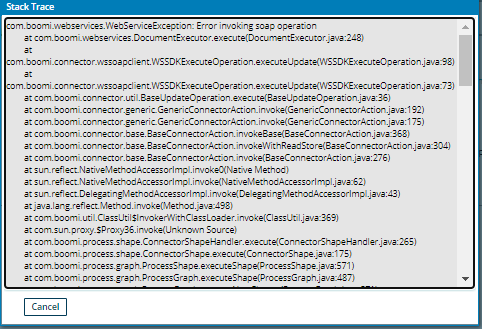 Stack Trace
com.boomi.webservices.WebServiceException: Error invoking soap operation
at com.boomi.webservices.DocumentExecutor.execute(DocumentExecutor.java:248)
at
com.boomi.connector.wssoapclient.WSSDKExecuteOperation.executeUpdate(WSSDKExecuteOperation.java:98)
at
com.boomi.connector.wssoapclient.WSSDKExecuteOperation.executeUpdate(WSSDKExecuteOperation.java:73)
at com.boomi.connector.util.BaseUpdateOperation.execute(BaseUpdateOperation.java:36)
at com.boomi.connector.generic.GenericConnectorAction.invoke(GenericConnectorAction.java:192)
at com.boomi.connector.generic.GenericConnectorAction.invoke(GenericConnectorAction.java:175)
at com.boomi.connector.base.BaseConnectorAction.invokeBase(BaseConnectorAction.java:368)
at com.boomi.connector.base.BaseConnectorAction.invokeWithReadStore(BaseConnectorAction.java:304)
at com.boomi.connector.base.BaseConnectorAction.invoke(BaseConnectorAction.java:276)
at sun.reflect.NativeMethodAccessorImpl.invoke0(Native Method)
at sun.reflect.NativeMethodAccessorImpl.invoke(NativeMethodAccessorImpl.java:62)
at sun.reflect.DelegatingMethodAccessorImpl.invoke(DelegatingMethodAccessorImpl.java:43)
at java.lang.reflect.Method.invoke(Method.java:498)
at com.boomi.util.ClassUtil$InvokerWithClassLoader.invoke(ClassUtil.java:369)
at com.sun.proxy.$Proxy36.invoke(Unknown Source)
at com.boomi.process.shape.ConnectorShapeHandler.execute(ConnectorShapeHandler.java:265)
at com.boomi.process.shape.ConnectorShape.execute(ConnectorShape.java:175)
at com.boomi.process.graph.ProcessShape.executeShape(ProcessShape.java:571)
at com.boomi.process.graph.ProcessGraph.executeShape(ProcessGraph.java:487)
Cancel